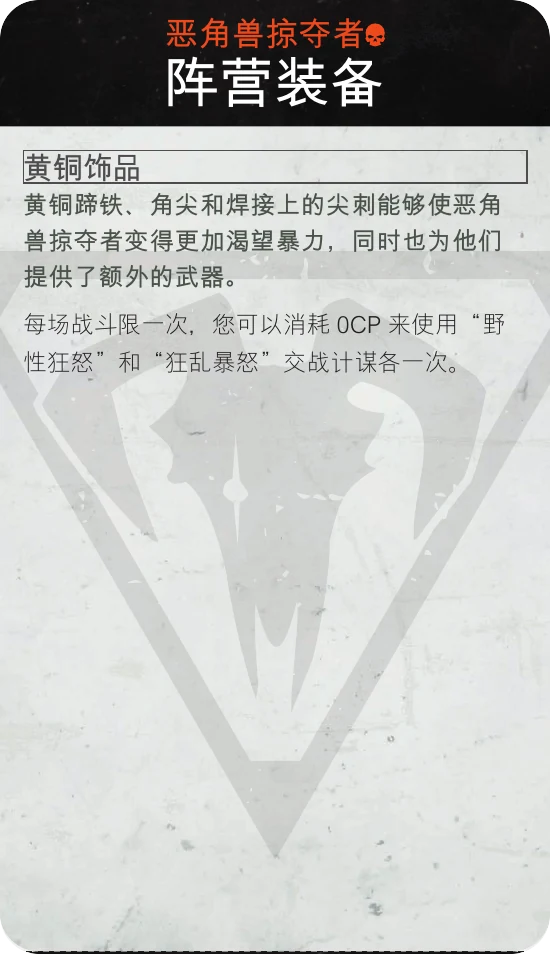 恶角兽掠夺者
阵营装备
黄铜饰品
黄铜蹄铁、角尖和焊接上的尖刺能够使恶角
兽掠夺者变得更加渴望暴力，同时也为他们
提供了额外的武器。
每场战斗限一次，您可以消耗 0CP 来使用“野
性狂怒”和“狂乱暴怒”交战计谋各一次。